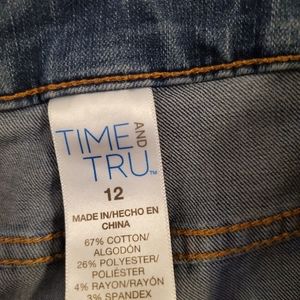 TIME AND
TRU™
12
MADE IN/HECHO EN
CHINA
67% COTTON/
ALGODÓN
26% POLYESTER/
POLIÉSTER
4% RAYON/RAYÓN
3% SPANDEX